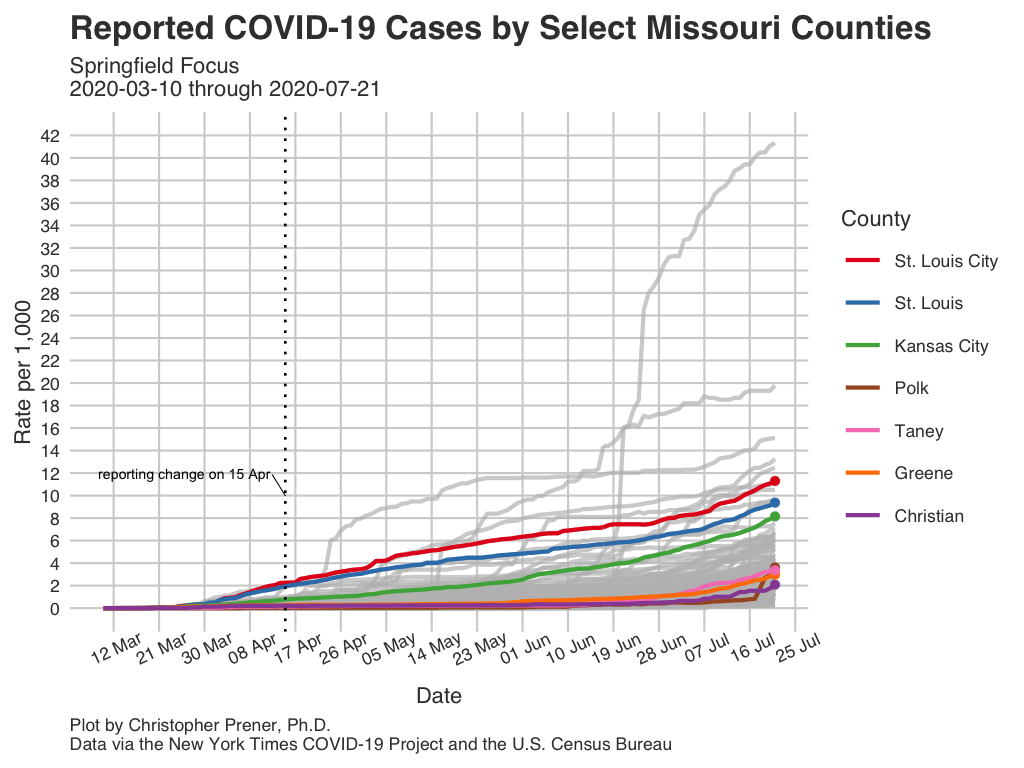 Reported COVID-19 Cases by Select Missouri Counties
Springfield Focus
2020-03-10 through 2020-07-21
42
40
38
36
34
32
30
28
26
24
22
20
18
16
14
12
10
8
6
4
2
0
Rate per 1,000
reporting change on 15 Apr
12 Mar
21 Mar
30 Mar
08 Apr
17 Apr
26 Apr
05 May
14 May
23 May
01 Jun
10 Jun
19 Jun
28 Jun
07 Jul
16 Jul
25 Jul
Date
County
St. Louis City
St. Louis
Kansas City
Polk
Taney
Greene
Christian
Plot by Christopher Prener, Ph.D.
Data via the New York Times COVID-19 Project and the U.S. Census Bureau